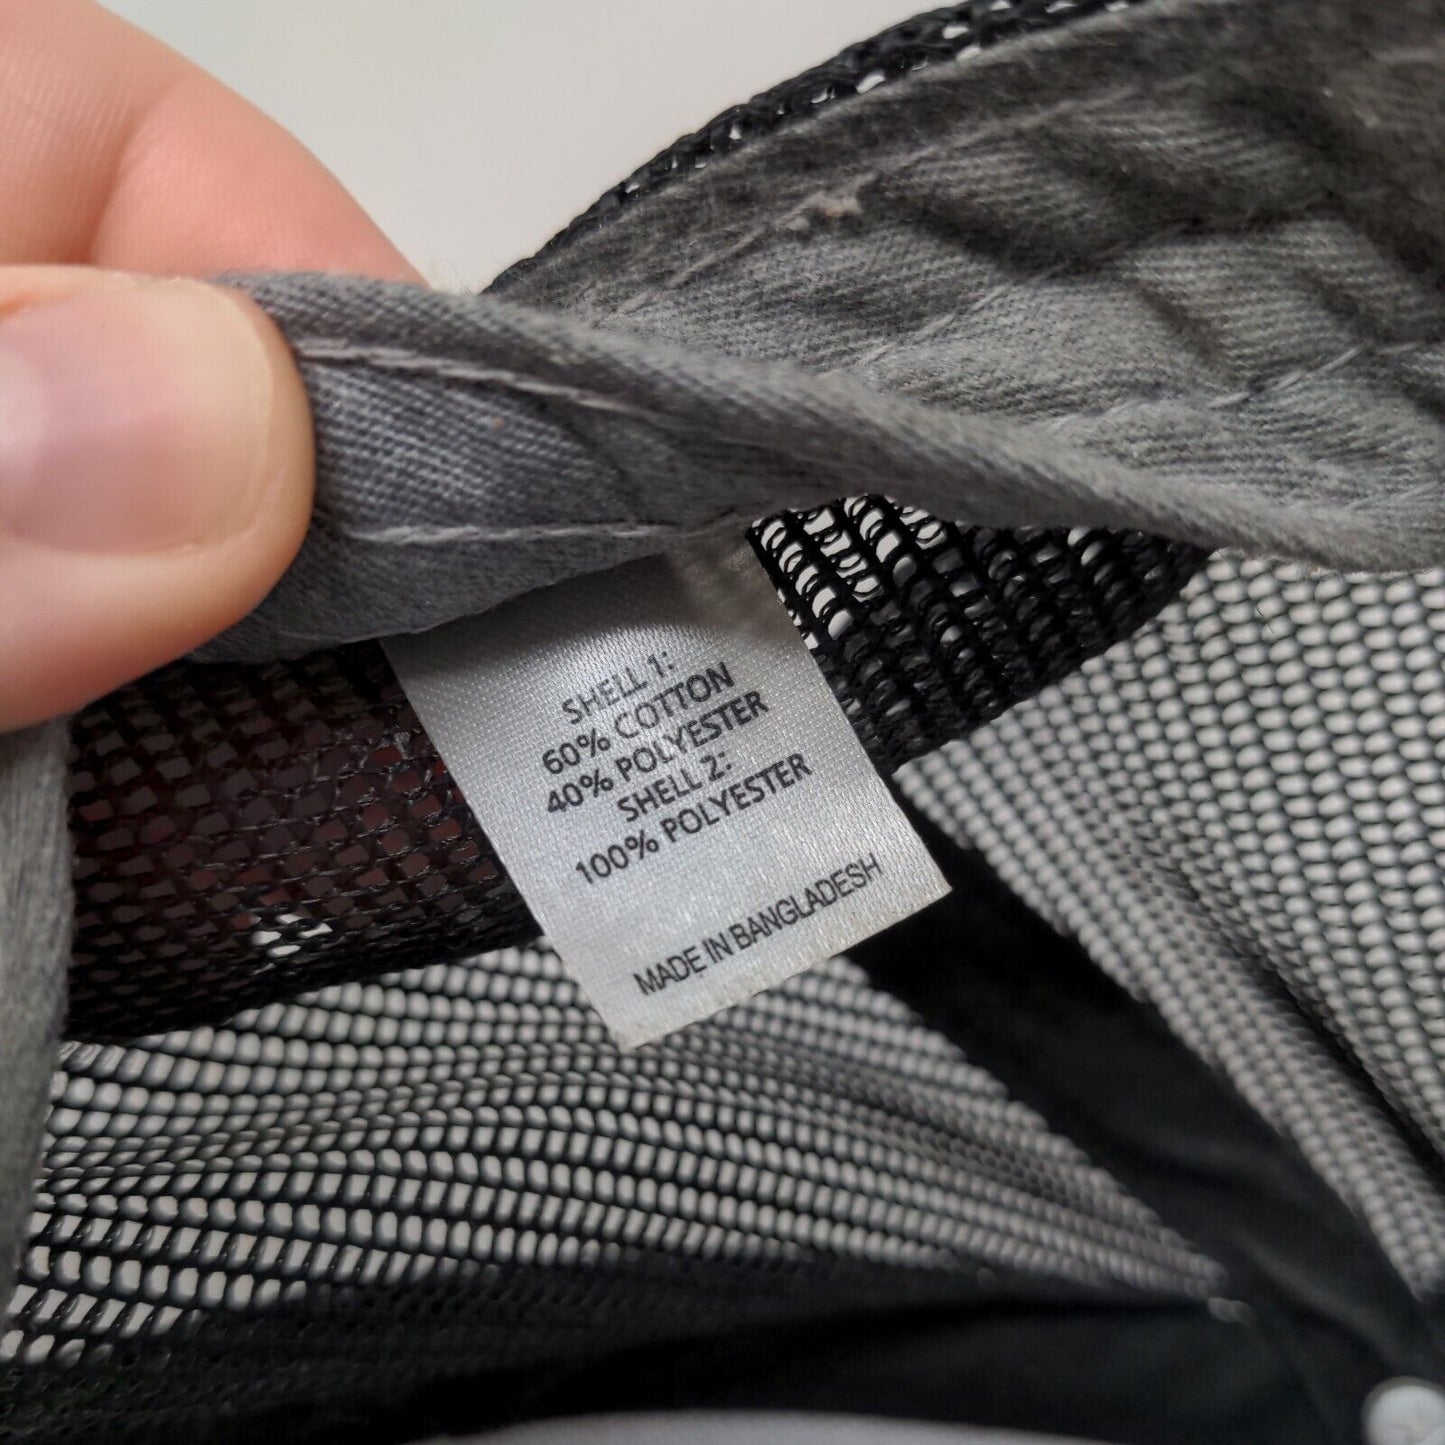 SHELL 1:
60% COTTON
40% POLYESTER
SHELL 2:
100% POLYESTER
MADE IN BANGLADESH